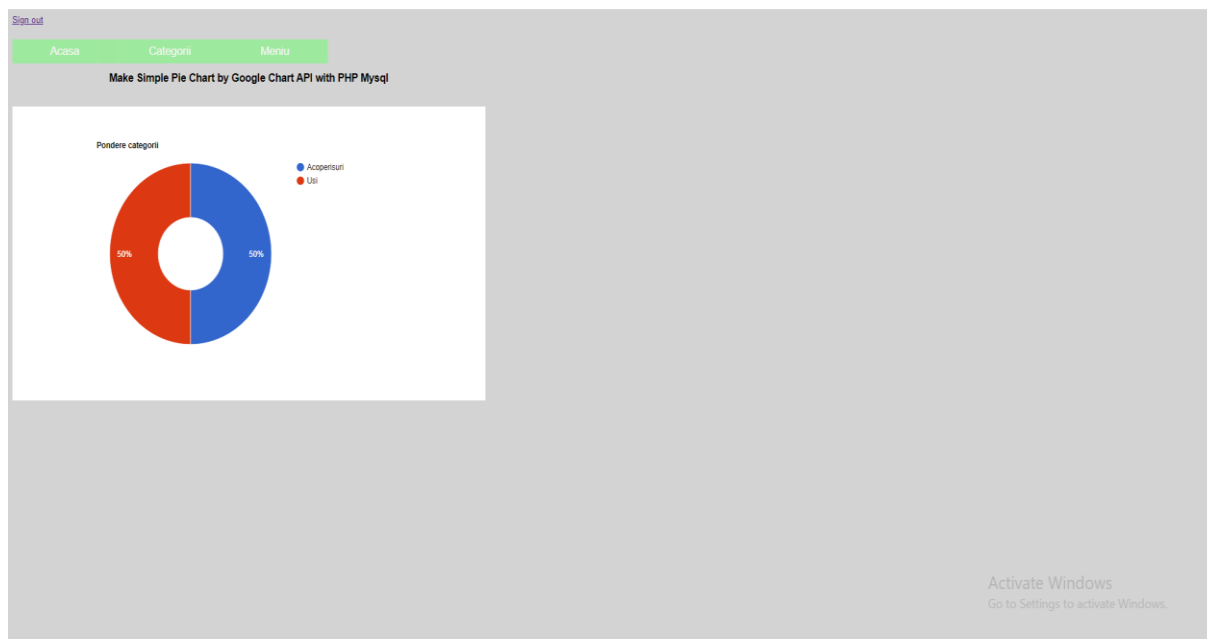 Sign out
Acasa Categorii Meniu
Make Simple Pie Chart by Google Chart API with PHP Mysql
Pondere categorii
Acoperisuri
Usi
50% 50%
Activate Windows
Go to Settings to activate Windows.